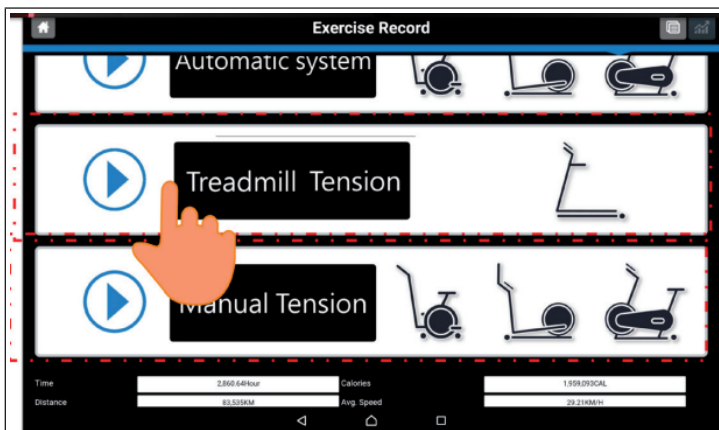 Exercise Record
Automatic system
Treadmill Tension
Manual Tension
Time 2,860.64Hour Calories 1,959,093CAL
Distance 83,535KM Avg. Speed 29.21KM/H